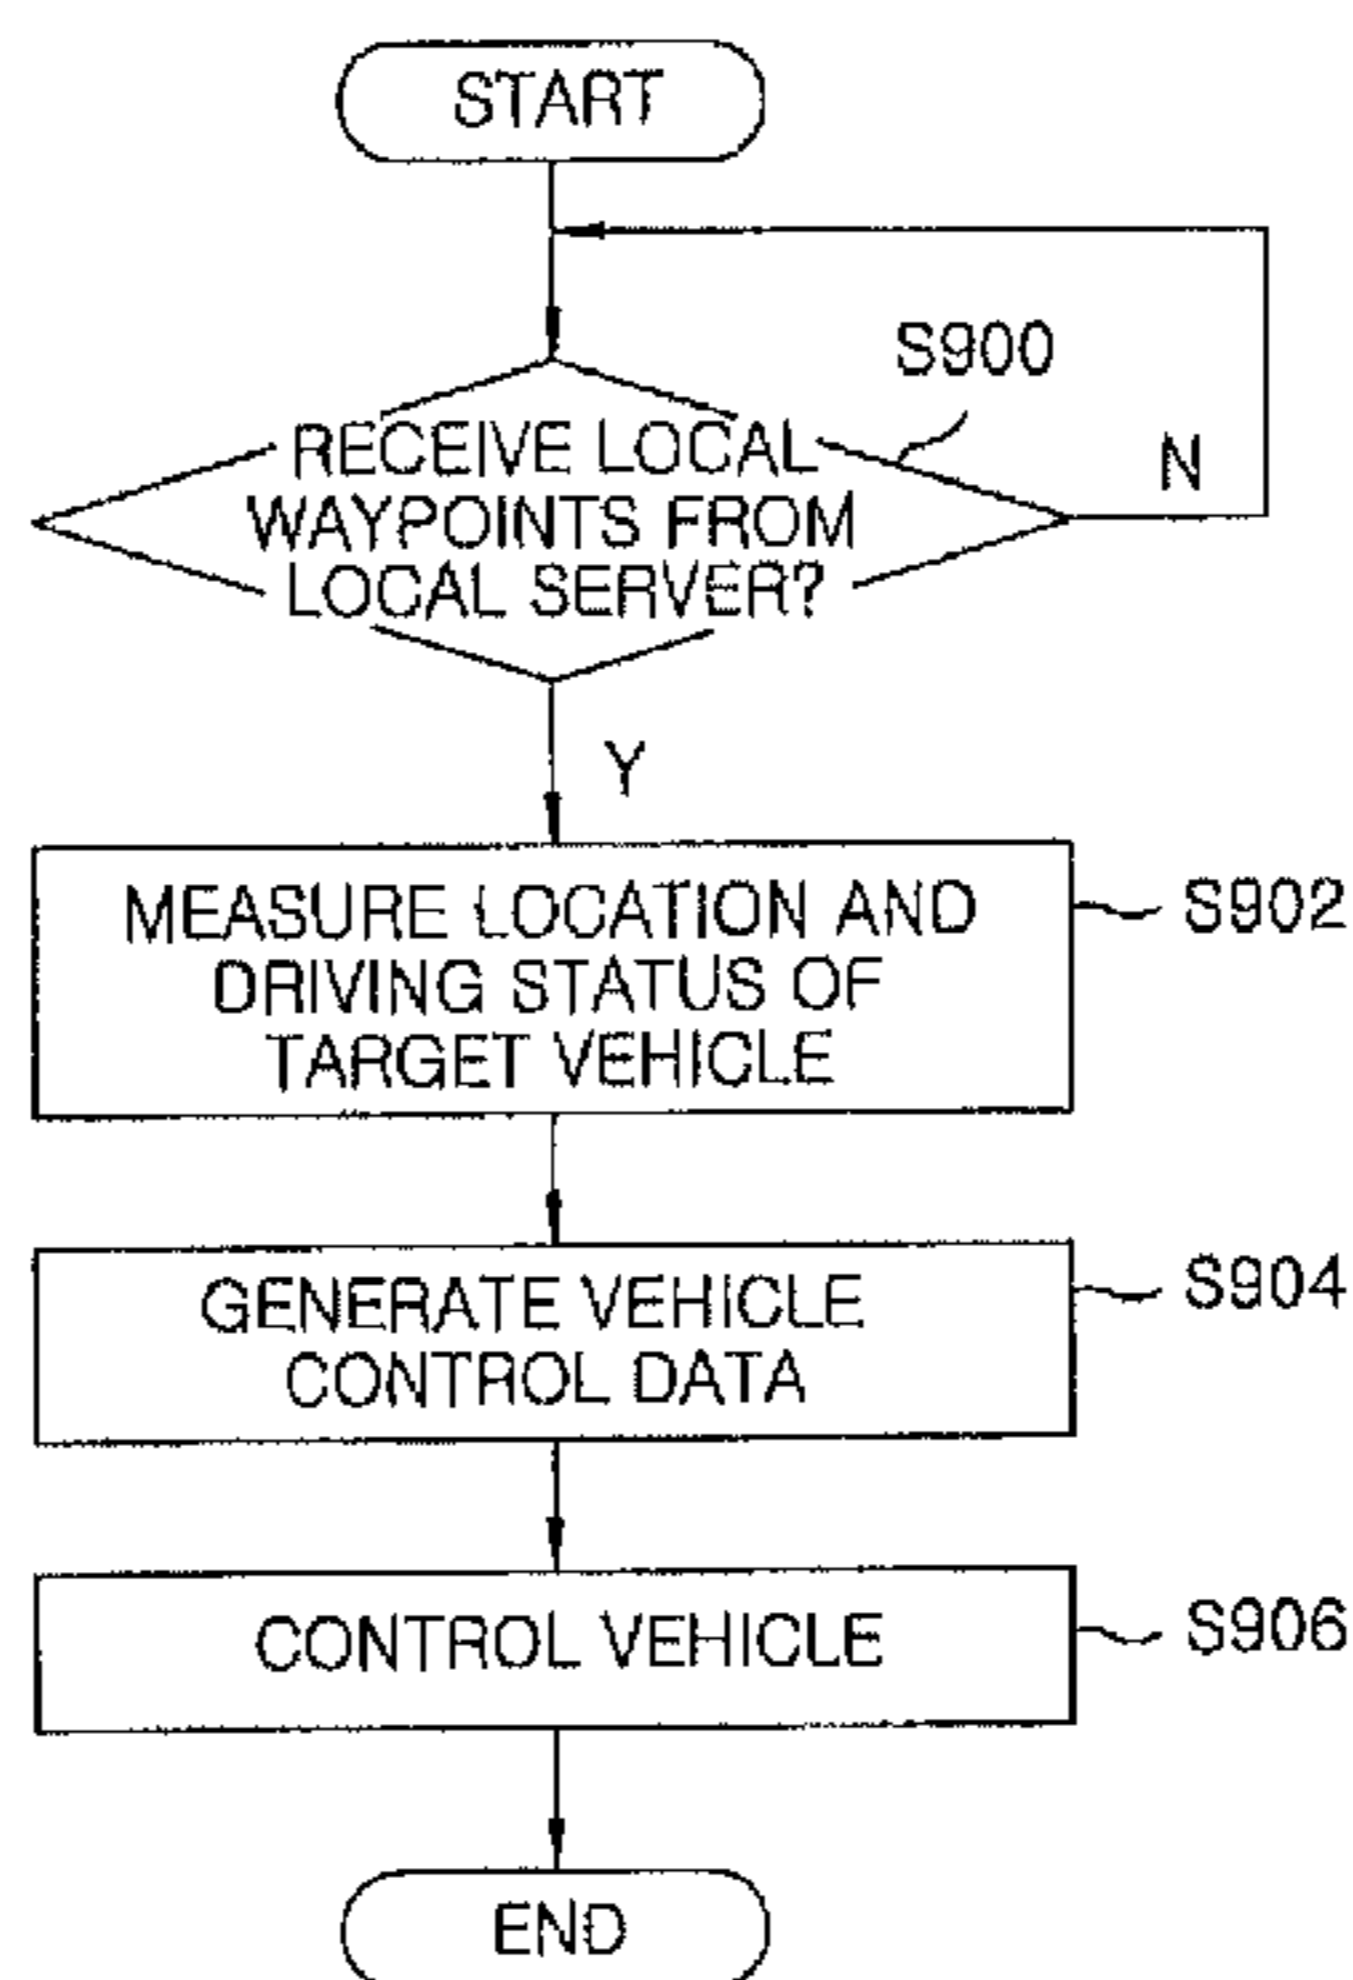 START
S900
RECEIVE LOCAL
WAYPOINTS FROM
LOCAL SERVER?
N
Y
MEASURE LOCATION AND
DRIVING STATUS OF
TARGET VEHICLE
S902
GENERATE VEHICLE
CONTROL DATA
S904
CONTROL VEHICLE
S906
END